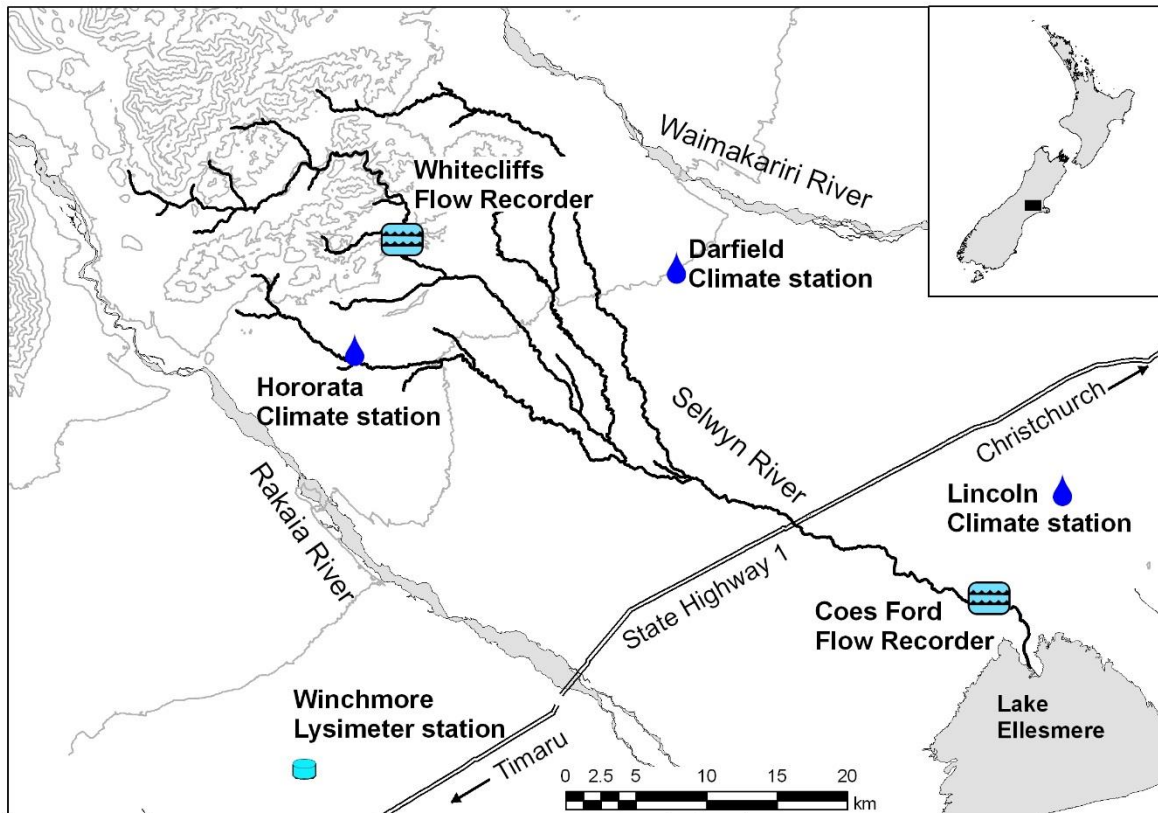 Waimakariri River
Whitecliffs
Flow Recorder
Darfield
Climate station
Hororata
Climate station
Selwyn River
Christchurch
Rakaia River
Lincoln
Climate station
State Highway 1
Coes Ford
Flow Recorder
Winchmore
Lysimeter station
Lake
Ellesmere
Timaru
0 2.5 5 10 15 20
km